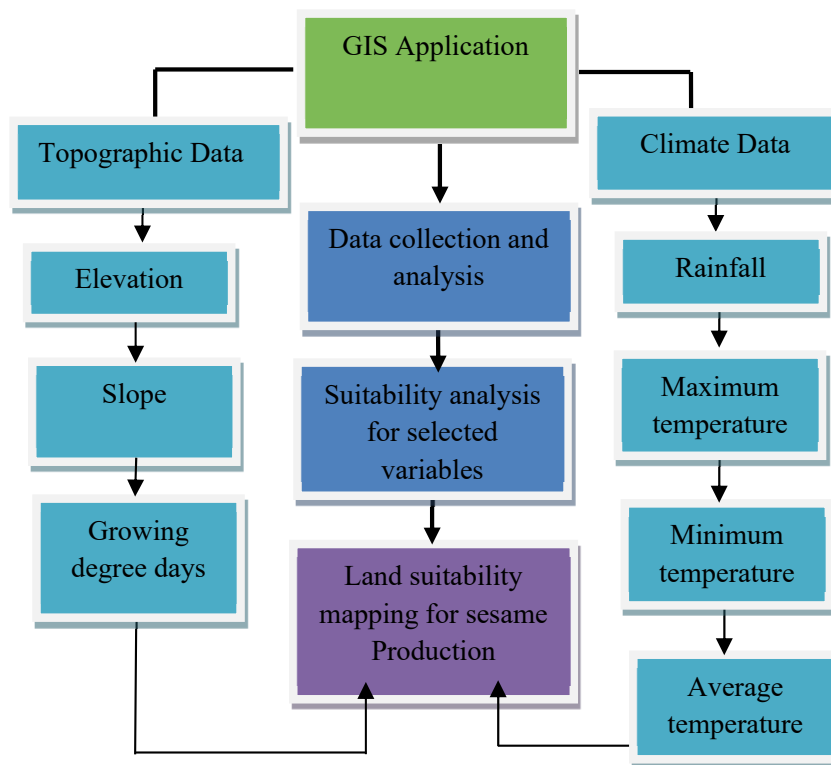 GIS Application
Topographic Data
Climate Data
Data collection and
analysis
Elevation
Rainfall
Slope
Suitability analysis
for selected
variables
Maximum
temperature
Growing
degree days
Minimum
temperature
Land suitability
mapping for sesame
Production
Average
temperature